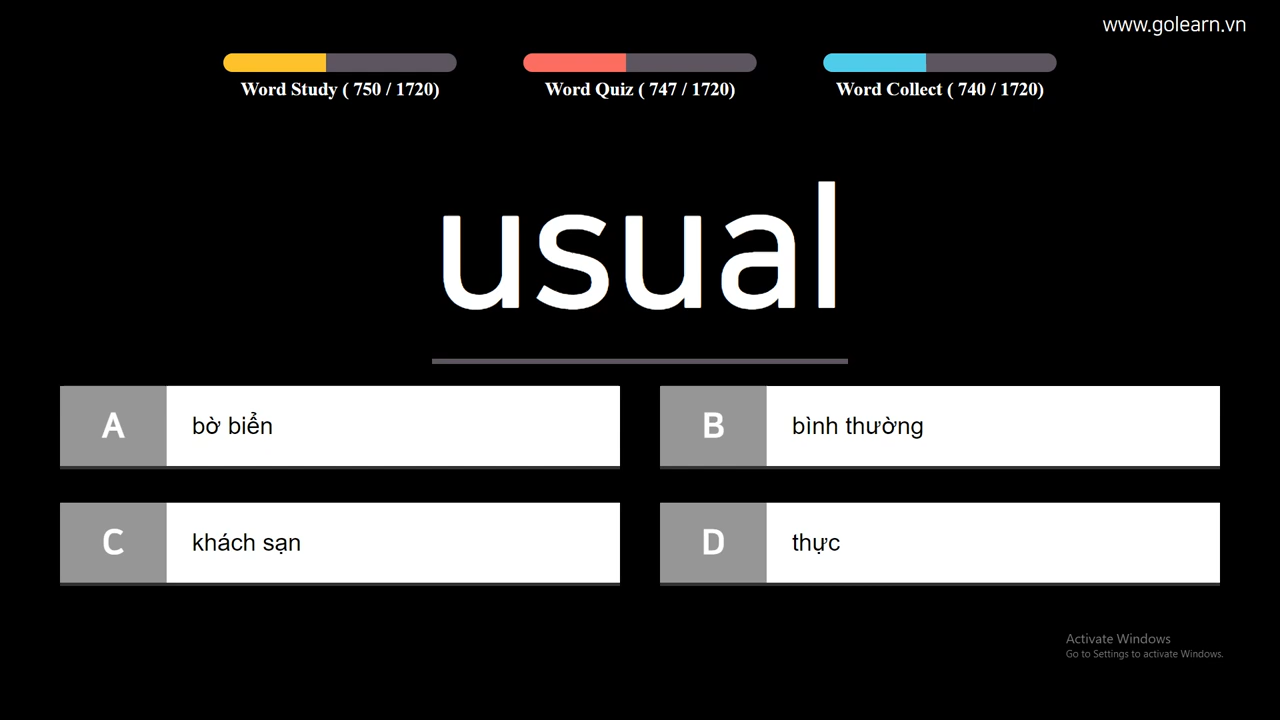 www.golearn.vn
Word Study ( 750 / 1720)
Word Quiz ( 747 / 1720)
Word Collect ( 740 / 1720)
usual
A bờ biển
B bình thường
C khách sạn
D thực
Activate Windows
Go to Settings to activate Windows.